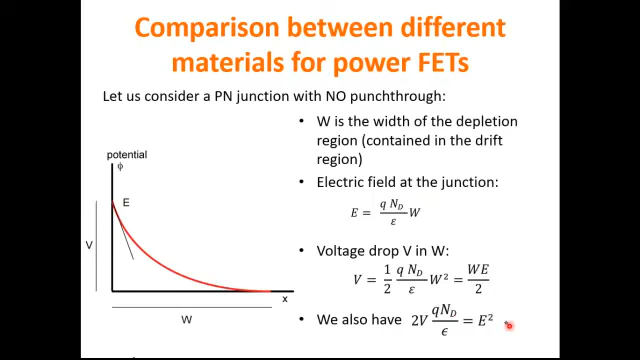 Comparison between different
materials for power FETs
Let us consider a PN junction with NO punchthrough:
• W is the width of the depletion
region (contained in the drift
region)
• Electric field at the junction:
E = q N_D / ε W
• Voltage drop V in W:
V = 1/2 q N_D / ε W² = WE / 2
• We also have 2V qN_D / ϵ = E²
potential
ϕ
E
V
x
W